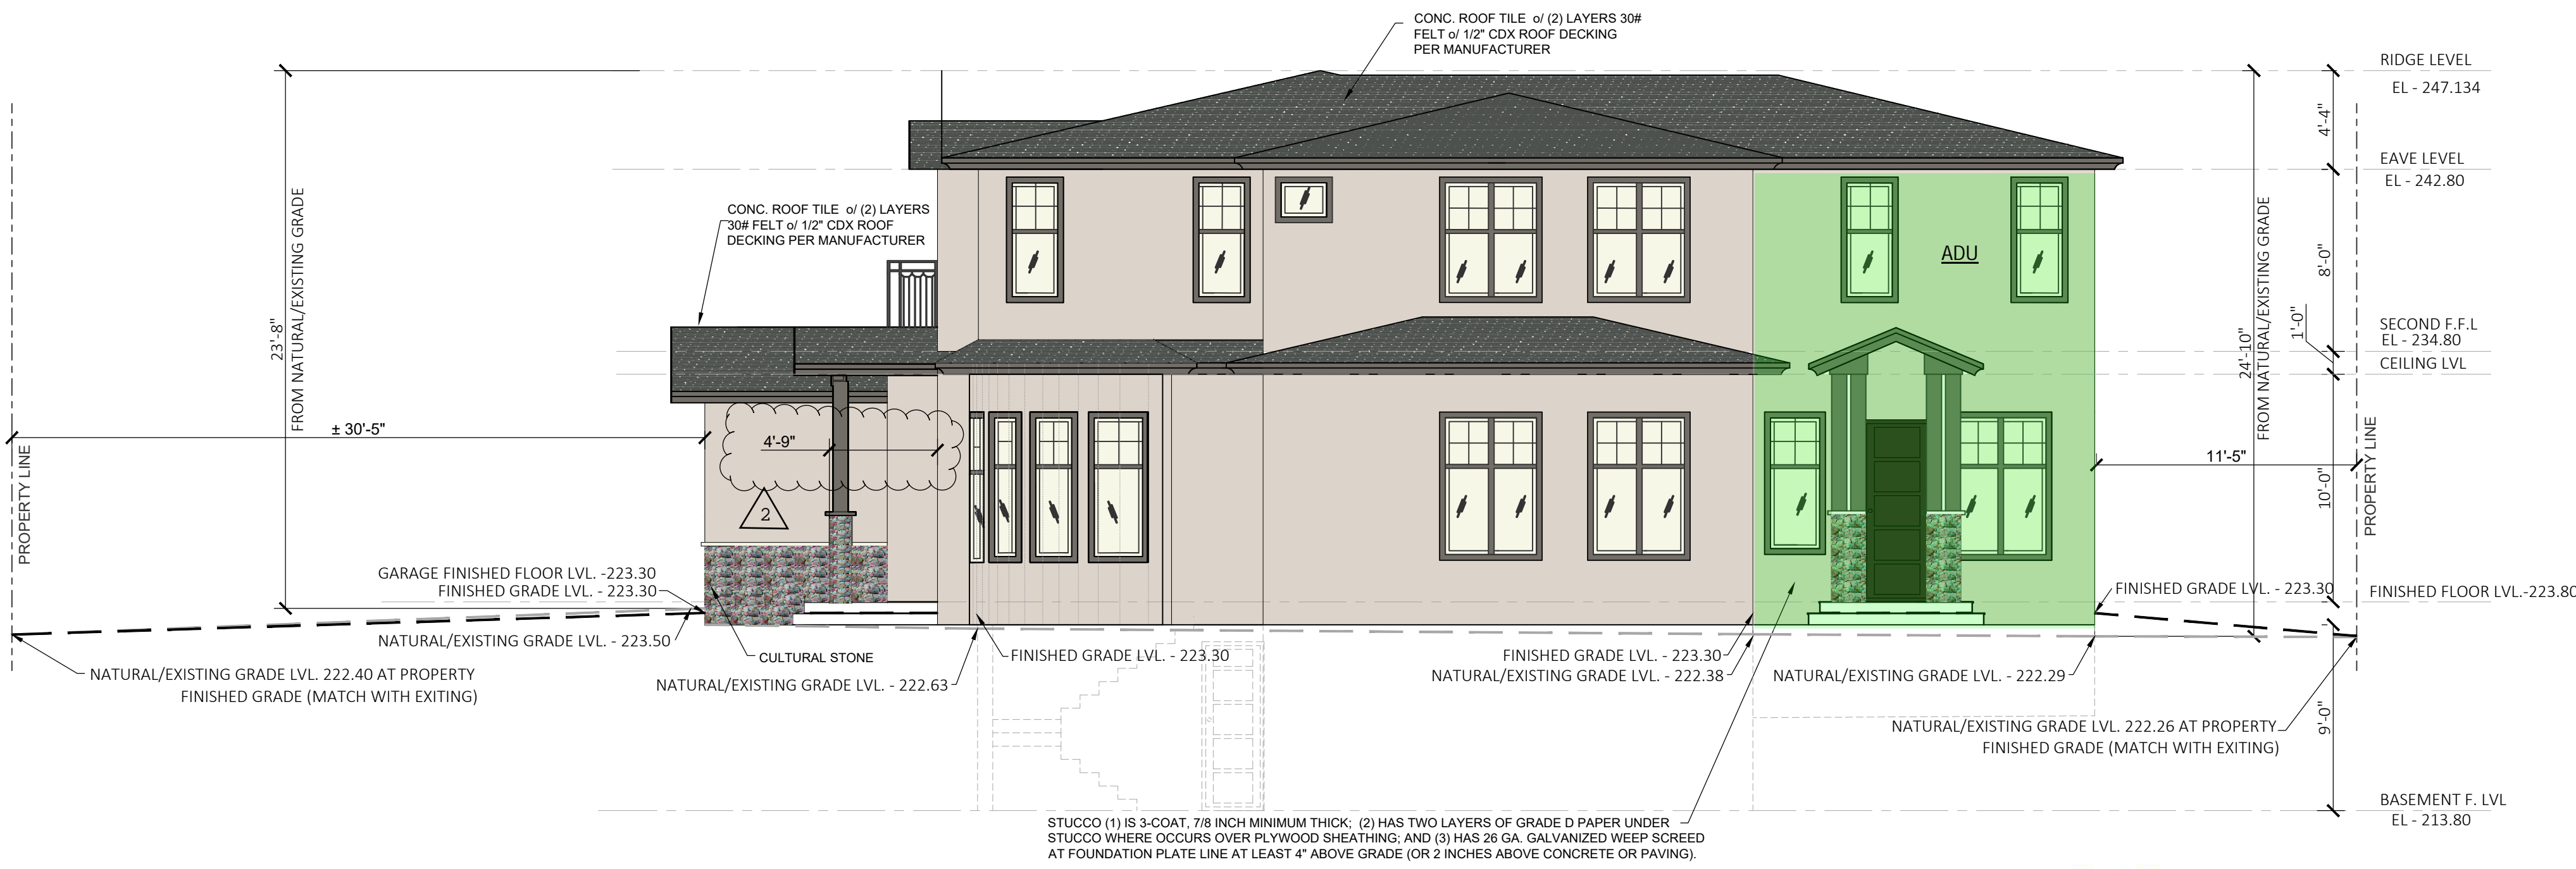 CONC. ROOF TILE o/ (2) LAYERS 30#
FELT o/ 1/2" CDX ROOF DECKING
PER MANUFACTURER
RIDGE LEVEL
EL - 247.134
4'-4"
EAVE LEVEL
EL - 242.80
CONC. ROOF TILE o/ (2) LAYERS
30# FELT o/ 1/2" CDX ROOF
DECKING PER MANUFACTURER
ADU
8'-0"
23'-8"
FROM NATURAL/EXISTING GRADE
24'-10"
FROM NATURAL/EXISTING GRADE
1'-0"
SECOND F.F.L
EL - 234.80
CEILING LVL
± 30'-5"
4'-9"
2
11'-5"
10'-0"
PROPERTY LINE
PROPERTY LINE
GARAGE FINISHED FLOOR LVL. -223.30
FINISHED GRADE LVL. - 223.30
NATURAL/EXISTING GRADE LVL. - 223.50
FINISHED GRADE LVL. - 223.30
FINISHED FLOOR LVL.-223.80
CULTURAL STONE
FINISHED GRADE LVL. - 223.30
FINISHED GRADE LVL. - 223.30
NATURAL/EXISTING GRADE LVL. 222.40 AT PROPERTY
FINISHED GRADE (MATCH WITH EXITING)
NATURAL/EXISTING GRADE LVL. - 222.63
NATURAL/EXISTING GRADE LVL. - 222.38
NATURAL/EXISTING GRADE LVL. - 222.29
NATURAL/EXISTING GRADE LVL. 222.26 AT PROPERTY
FINISHED GRADE (MATCH WITH EXITING)
9'-0"
BASEMENT F. LVL
EL - 213.80
STUCCO (1) IS 3-COAT, 7/8 INCH MINIMUM THICK; (2) HAS TWO LAYERS OF GRADE D PAPER UNDER
STUCCO WHERE OCCURS OVER PLYWOOD SHEATHING; AND (3) HAS 26 GA. GALVANIZED WEEP SCREED
AT FOUNDATION PLATE LINE AT LEAST 4" ABOVE GRADE (OR 2 INCHES ABOVE CONCRETE OR PAVING).